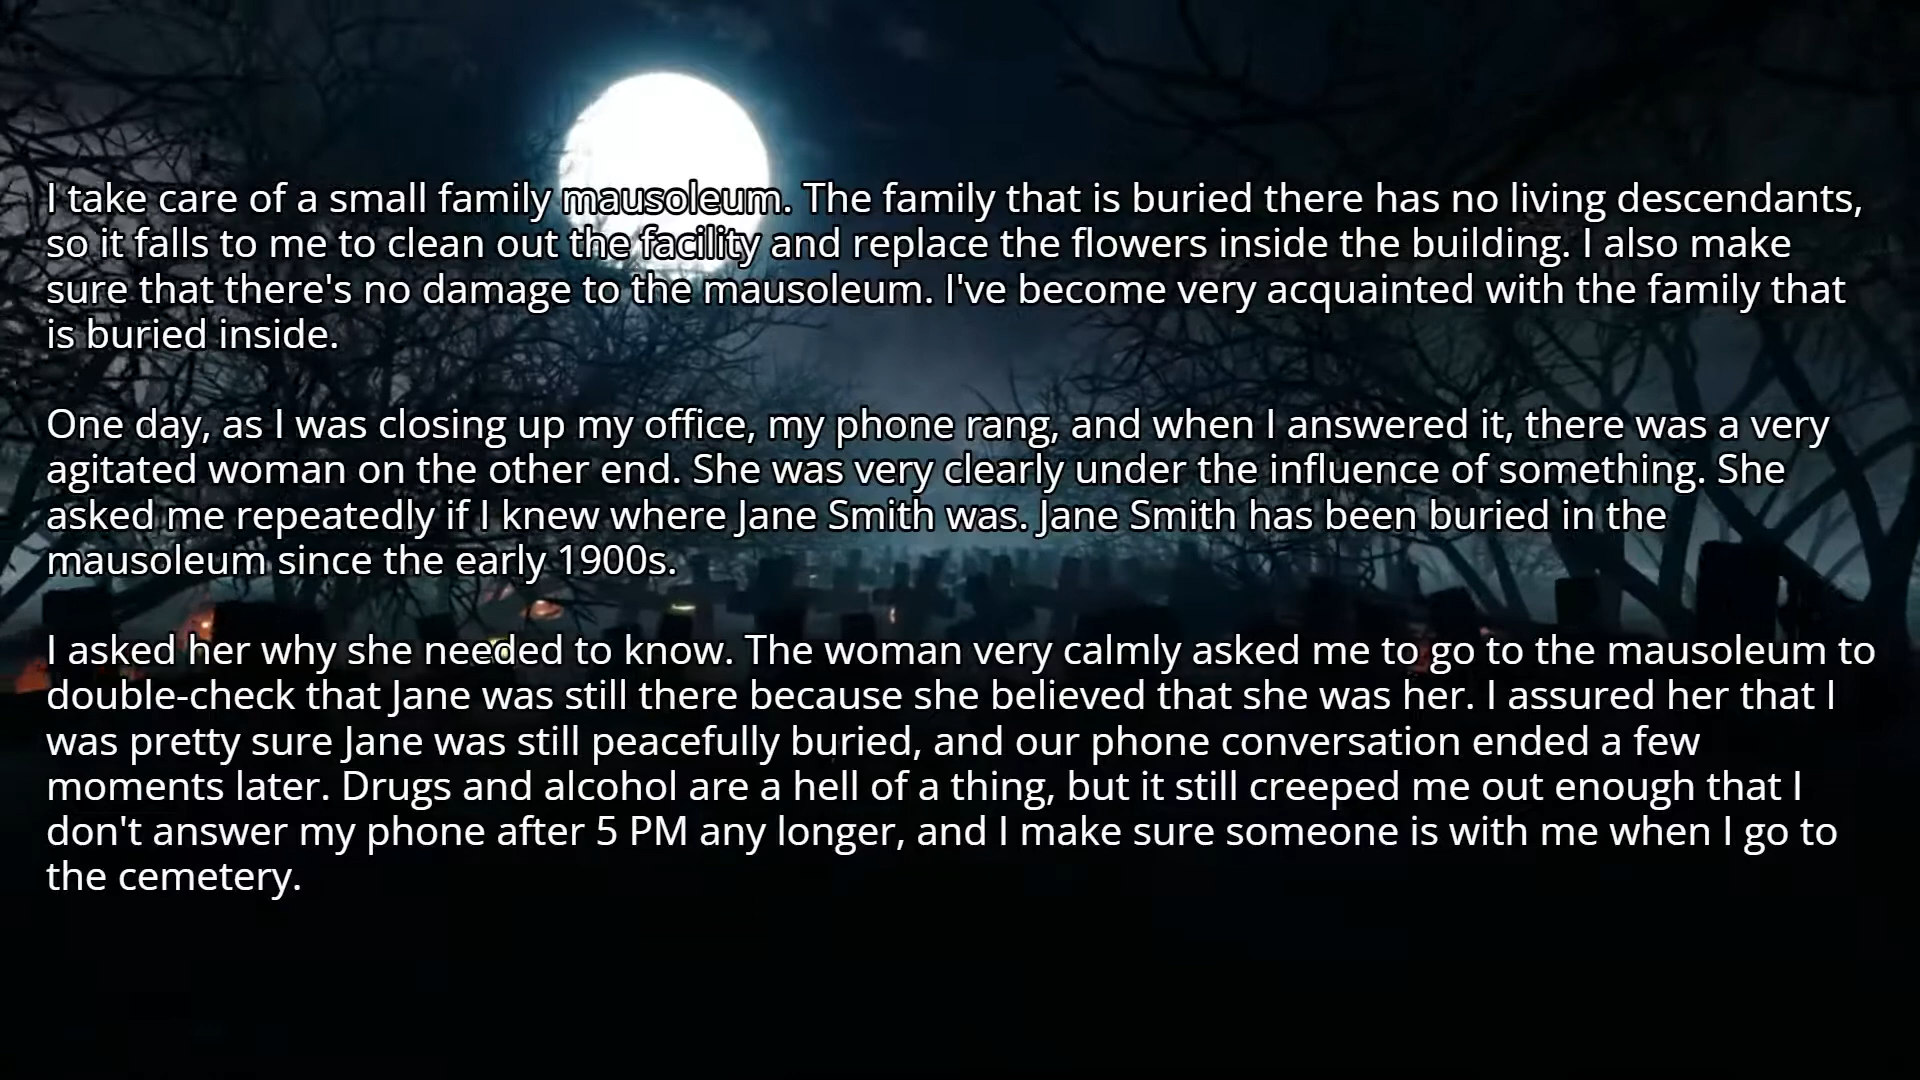 I take care of a small family mausoleum. The family that is buried there has no living descendants,
so it falls to me to clean out the facility and replace the flowers inside the building. I also make
sure that there's no damage to the mausoleum. I've become very acquainted with the family that
is buried inside.
One day, as I was closing up my office, my phone rang, and when I answered it, there was a very
agitated woman on the other end. She was very clearly under the influence of something. She
asked me repeatedly if I knew where Jane Smith was. Jane Smith has been buried in the
mausoleum since the early 1900s.
I asked her why she needed to know. The woman very calmly asked me to go to the mausoleum to
double-check that Jane was still there because she believed that she was her. I assured her that I
was pretty sure Jane was still peacefully buried, and our phone conversation ended a few
moments later. Drugs and alcohol are a hell of a thing, but it still creeped me out enough that I
don't answer my phone after 5 PM any longer, and I make sure someone is with me when I go to
the cemetery.